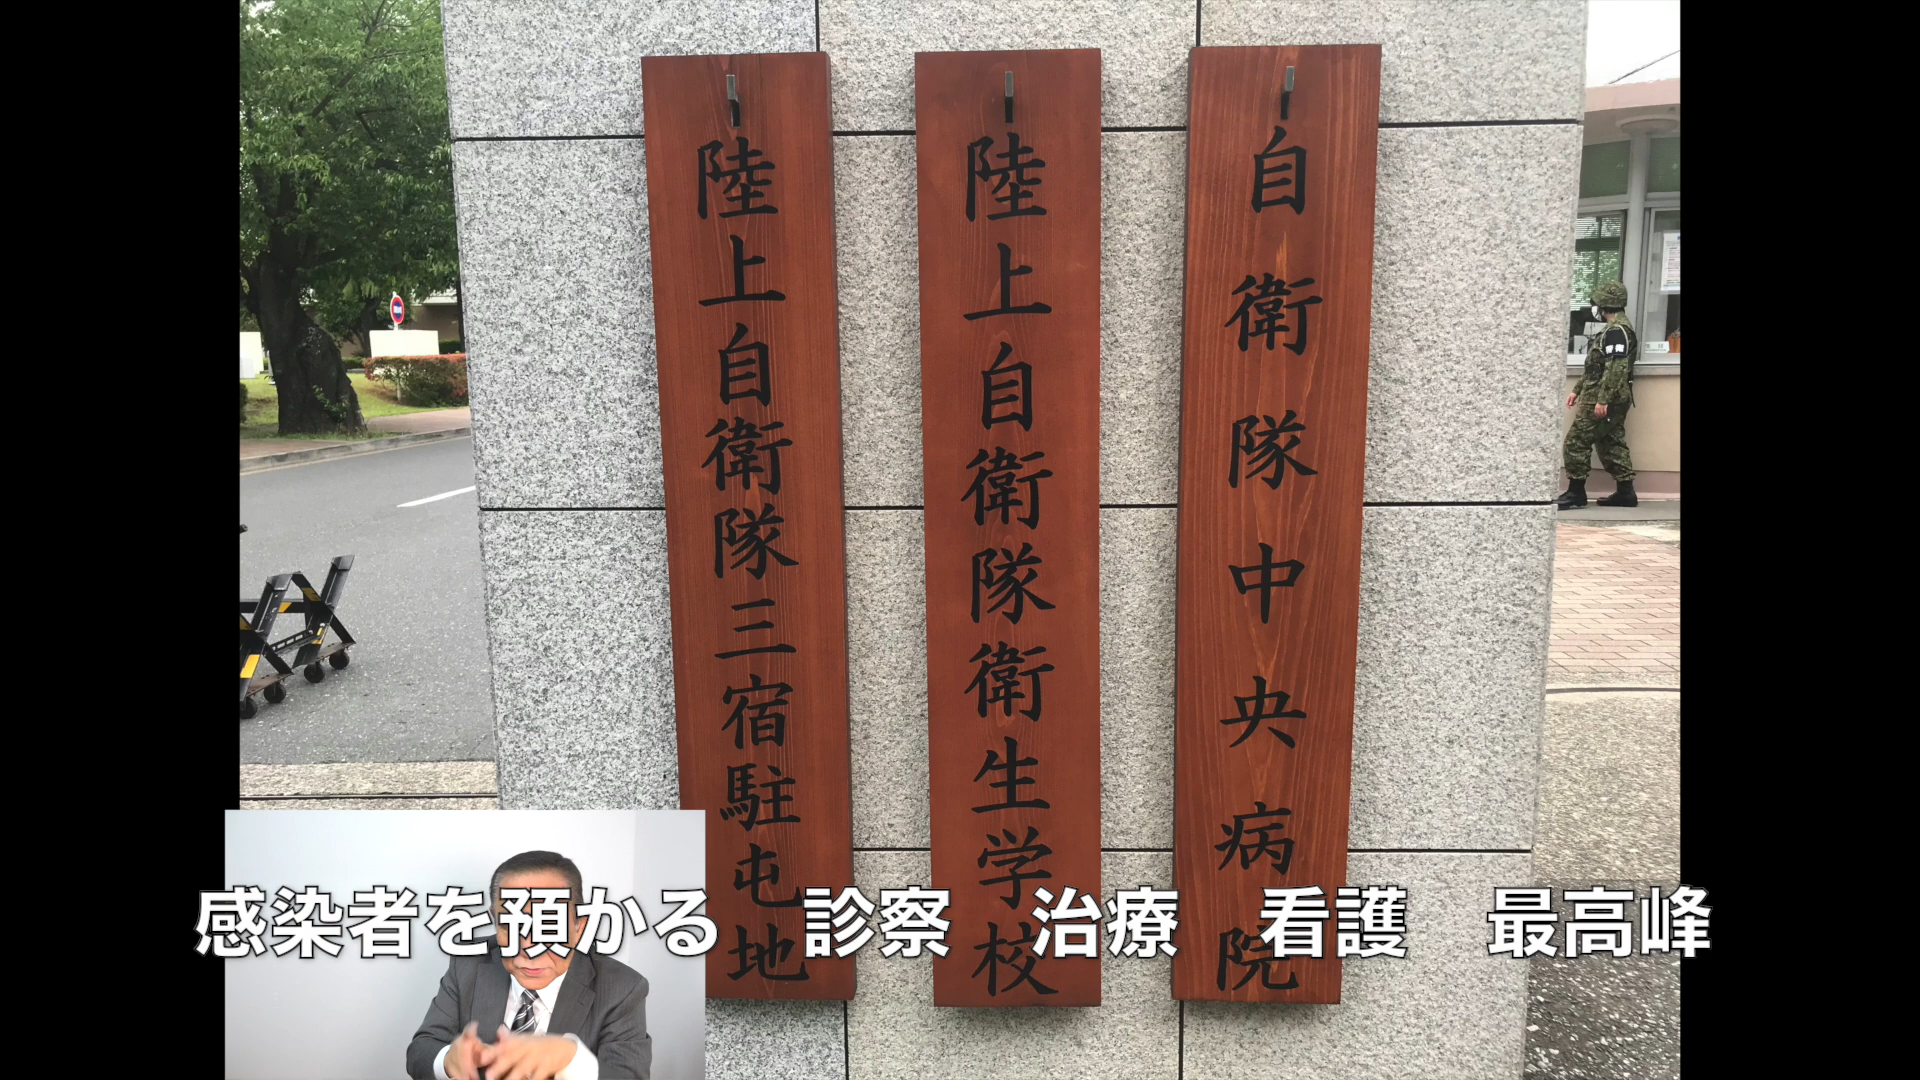 自衛隊中央病院
陸上自衛隊衛生学校
陸上自衛隊三宿駐屯地
感染者を預かる　診察　治療　看護　最高峰